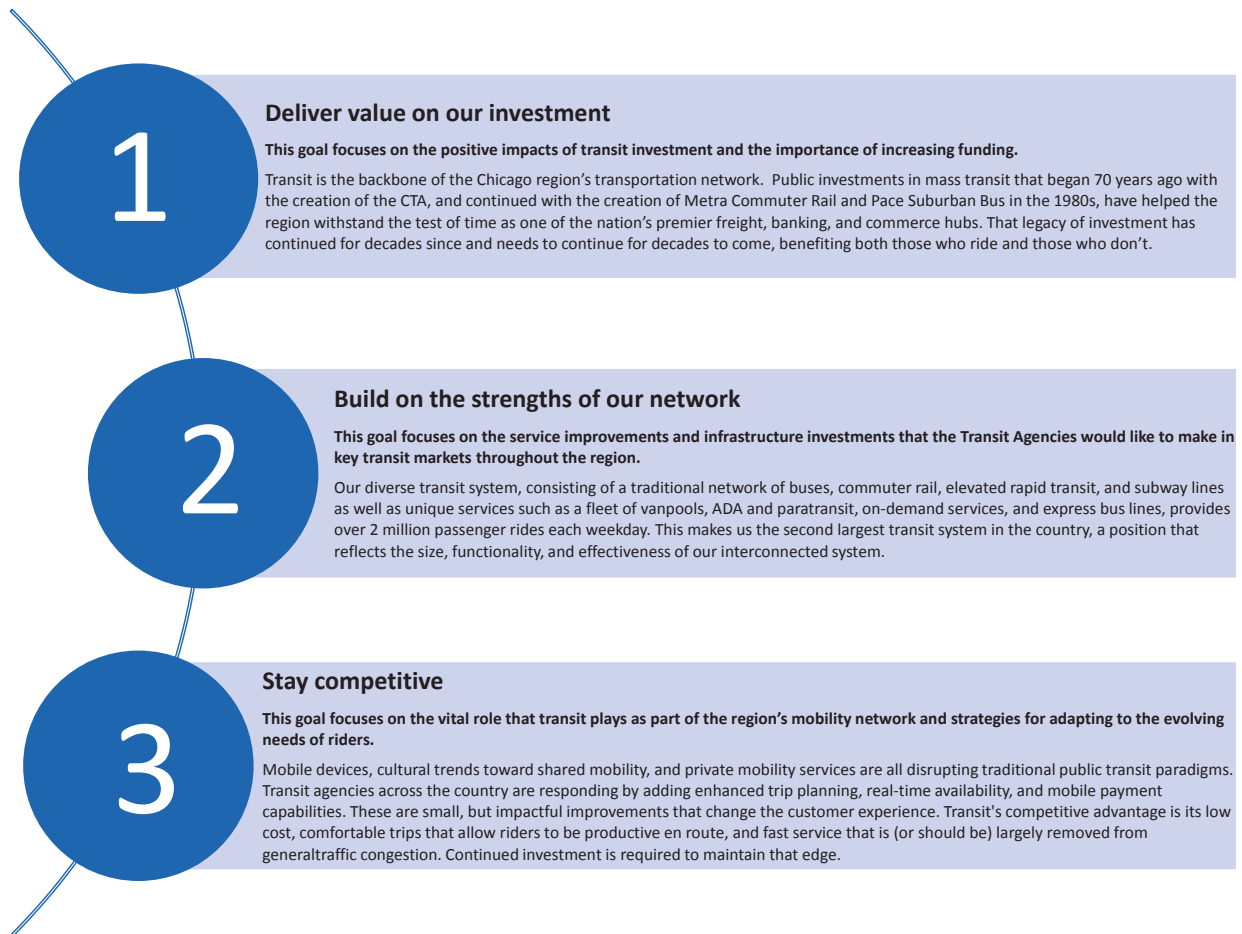 1
Deliver value on our investment
This goal focuses on the positive impacts of transit investment and the importance of increasing funding.
Transit is the backbone of the Chicago region’s transportation network.  Public investments in mass transit that began 70 years ago with
the creation of the CTA, and continued with the creation of Metra Commuter Rail and Pace Suburban Bus in the 1980s, have helped the
region withstand the test of time as one of the nation’s premier freight, banking, and commerce hubs. That legacy of investment has
continued for decades since and needs to continue for decades to come, benefiting both those who ride and those who don’t.
2
Build on the strengths of our network
This goal focuses on the service improvements and infrastructure investments that the Transit Agencies would like to make in
key transit markets throughout the region.
Our diverse transit system, consisting of a traditional network of buses, commuter rail, elevated rapid transit, and subway lines
as well as unique services such as a fleet of vanpools, ADA and paratransit, on-demand services, and express bus lines, provides
over 2 million passenger rides each weekday. This makes us the second largest transit system in the country, a position that
reflects the size, functionality, and effectiveness of our interconnected system.
3
Stay competitive
This goal focuses on the vital role that transit plays as part of the region’s mobility network and strategies for adapting to the evolving
needs of riders.
Mobile devices, cultural trends toward shared mobility, and private mobility services are all disrupting traditional public transit paradigms.
Transit agencies across the country are responding by adding enhanced trip planning, real-time availability, and mobile payment
capabilities. These are small, but impactful improvements that change the customer experience. Transit's competitive advantage is its low
cost, comfortable trips that allow riders to be productive en route, and fast service that is (or should be) largely removed from
generaltraffic congestion. Continued investment is required to maintain that edge.